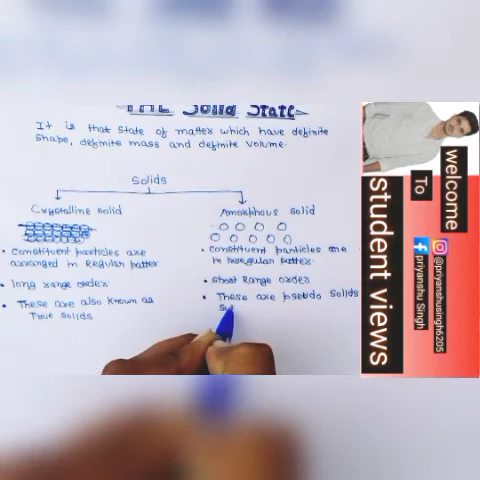 THE Solid State
It is that state of matter which have definite
shape, definite mass and definite volume.
Solids
Crystalline solid
Amorphous solid
• Constituent particles are
arranged in Regular patter
• long range order
• These are also known as
True solids
• Constituent particles are
in irregular patter.
• Short Range order
• These are pseudo Solids
welcome
To
student views
@priyanshusingh6205
priyanshu Singh